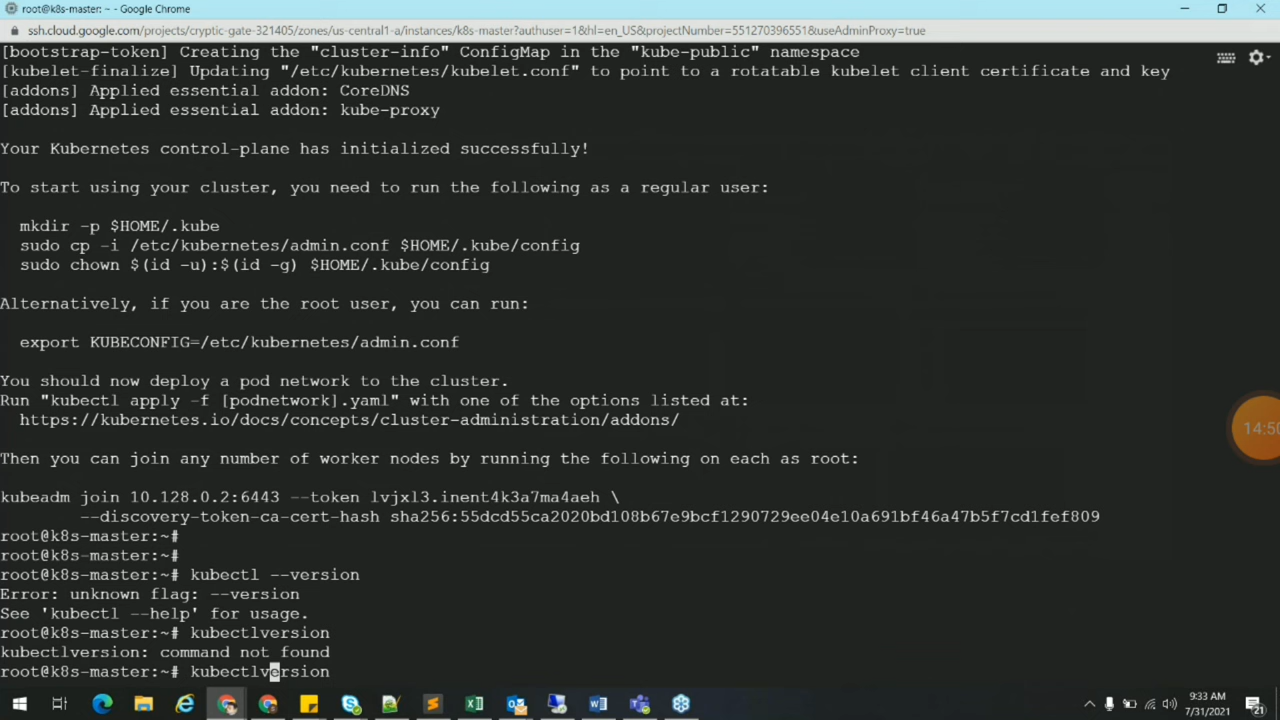 root@k8s-master: ~ - Google Chrome
ssh.cloud.google.com/projects/cryptic-gate-321405/zones/us-central1-a/instances/k8s-master?authuser=1&hl=en_US&projectNumber=551270396551&useAdminProxy=true
[bootstrap-token] Creating the "cluster-info" ConfigMap in the "kube-public" namespace
[kubelet-finalize] Updating "/etc/kubernetes/kubelet.conf" to point to a rotatable kubelet client certificate and key
[addons] Applied essential addon: CoreDNS
[addons] Applied essential addon: kube-proxy
Your Kubernetes control-plane has initialized successfully!
To start using your cluster, you need to run the following as a regular user:
mkdir -p $HOME/.kube
sudo cp -i /etc/kubernetes/admin.conf $HOME/.kube/config
sudo chown $(id -u):$(id -g) $HOME/.kube/config
Alternatively, if you are the root user, you can run:
export KUBECONFIG=/etc/kubernetes/admin.conf
You should now deploy a pod network to the cluster.
Run "kubectl apply -f [podnetwork].yaml" with one of the options listed at:
https://kubernetes.io/docs/concepts/cluster-administration/addons/
14:50
Then you can join any number of worker nodes by running the following on each as root:
kubeadm join 10.128.0.2:6443 --token lvjxl3.inent4k3a7ma4aeh \
--discovery-token-ca-cert-hash sha256:55dcd55ca2020bd108b67e9bcf1290729ee04e10a691bf46a47b5f7cd1fef809
root@k8s-master:~#
root@k8s-master:~#
root@k8s-master:~# kubectl --version
Error: unknown flag: --version
See 'kubectl --help' for usage.
root@k8s-master:~# kubectlversion
kubectlversion: command not found
root@k8s-master:~# kubectlversion
9:33 AM
7/31/2021
21